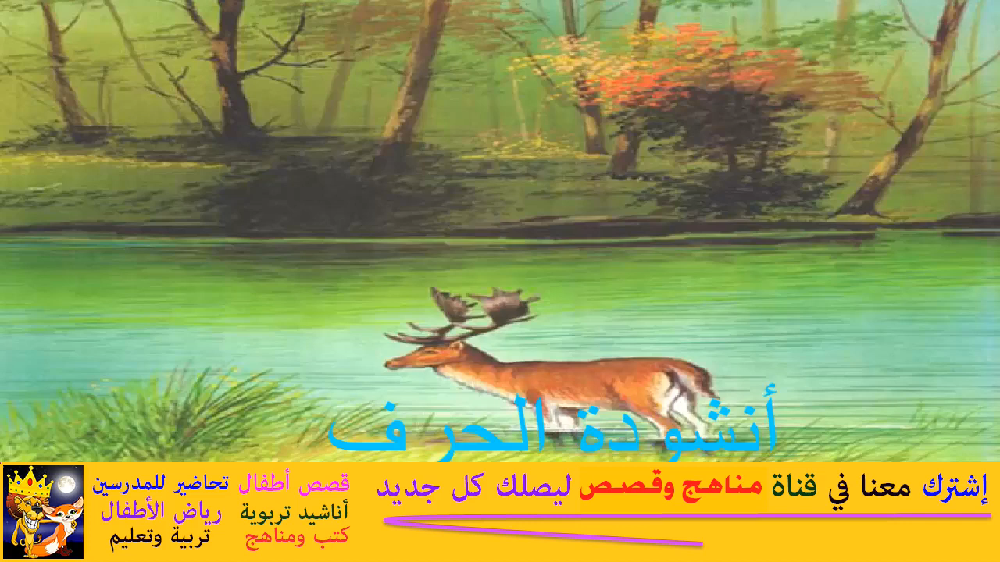 أنشودة الحرف
إشترك معنا في قناة مناهج وقصص ليصلك كل جديد
قصص أطفال تحاضير للمدرسين
أناشيد تربوية رياض الأطفال
كتب ومناهج تربية وتعليم